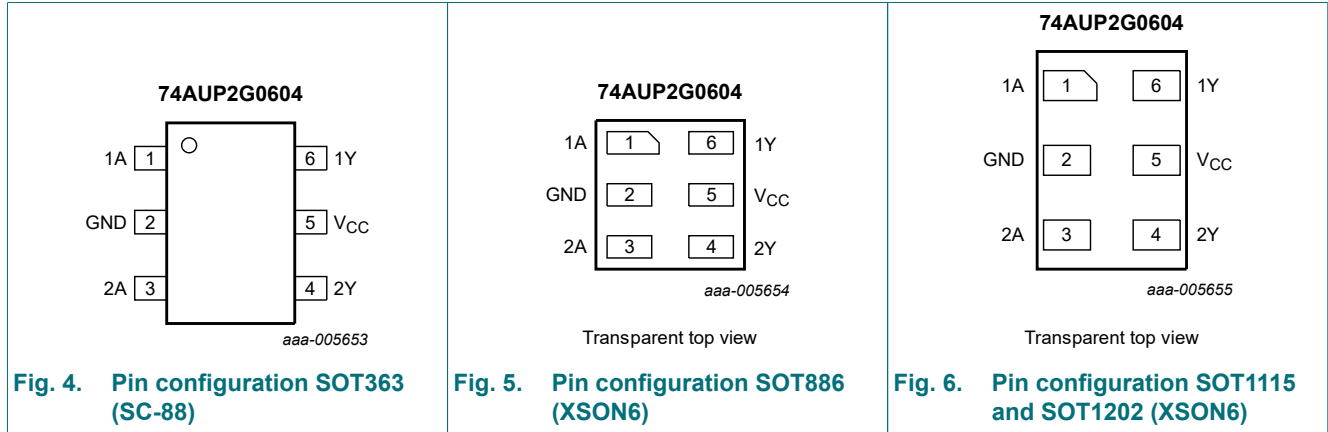 74AUP2G0604
1A 1 6 1Y
GND 2 5 VCC
2A 3 4 2Y
aaa-005653
Fig. 4. Pin configuration SOT363
(SC-88)
74AUP2G0604
1A 1 6 1Y
GND 2 5 VCC
2A 3 4 2Y
aaa-005654
Transparent top view
Fig. 5. Pin configuration SOT886
(XSON6)
74AUP2G0604
1A 1 6 1Y
GND 2 5 VCC
2A 3 4 2Y
aaa-005655
Transparent top view
Fig. 6. Pin configuration SOT1115
and SOT1202 (XSON6)